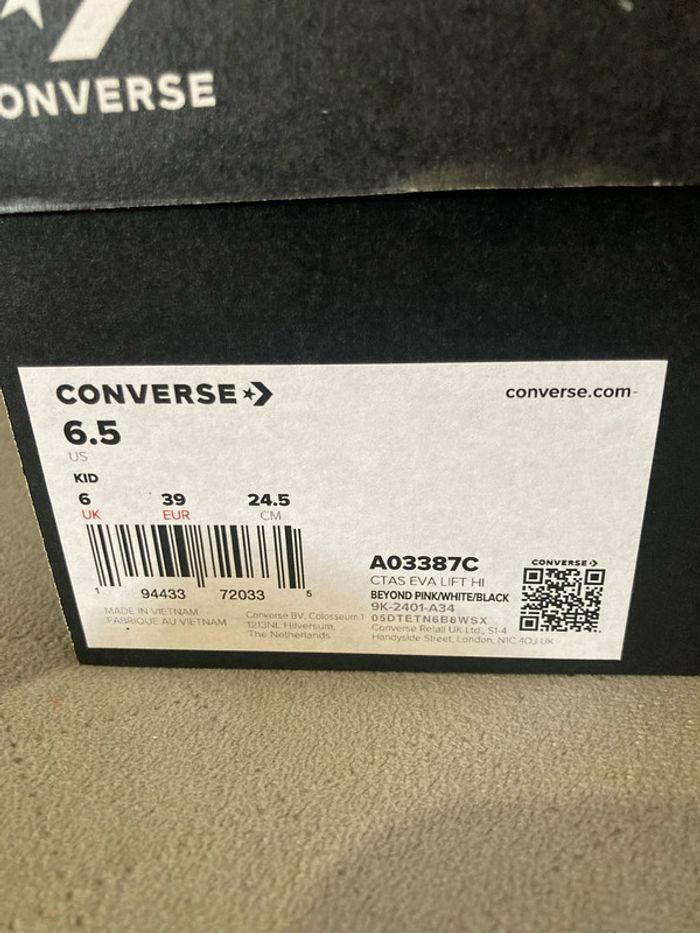 ONVERSE
CONVERSE
converse.com
6.5
US
KID
6 39 24.5
UK EUR CM
1 94433 72033 5
MADE IN VIETNAM
FABRIQUE AU VIETNAM
Converse BV, Colosseum 1
1213NL Hilversum,
The Netherlands
A03387C
CTAS EVA LIFT HI
BEYOND PINK/WHITE/BLACK
9K-2401-A34
05DTETN6B8WSX
Converse Retail UK Ltd., S1-4
Handyside Street, London, N1C 4DJ UK
CONVERSE